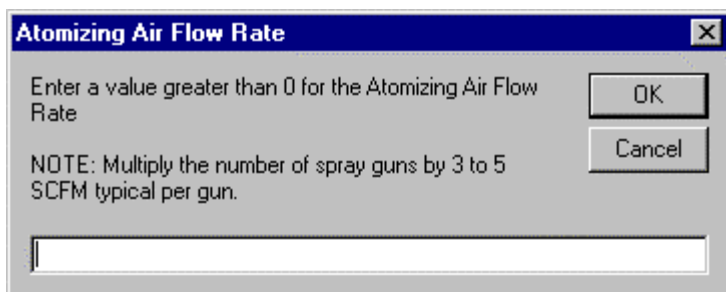 Atomizing Air Flow Rate
Enter a value greater than 0 for the Atomizing Air Flow
Rate
OK
Cancel
NOTE: Multiply the number of spray guns by 3 to 5
SCFM typical per gun.